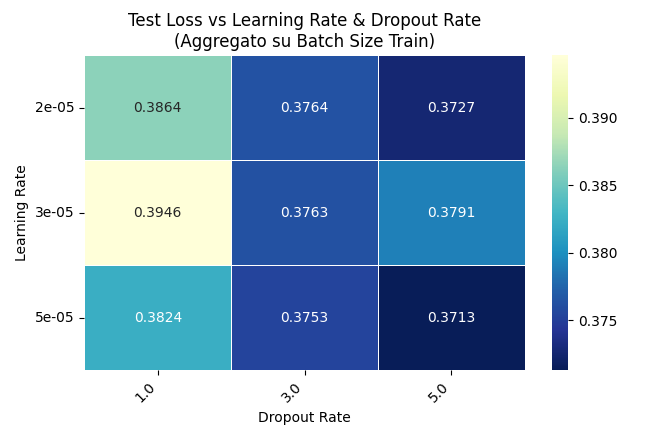 Test Loss vs Learning Rate & Dropout Rate
(Aggregato su Batch Size Train)
Learning Rate
2e-05
0.3864 0.3764 0.3727
3e-05
0.3946 0.3763 0.3791
5e-05
0.3824 0.3753 0.3713
1.0 3.0 5.0
Dropout Rate
0.390
0.385
0.380
0.375